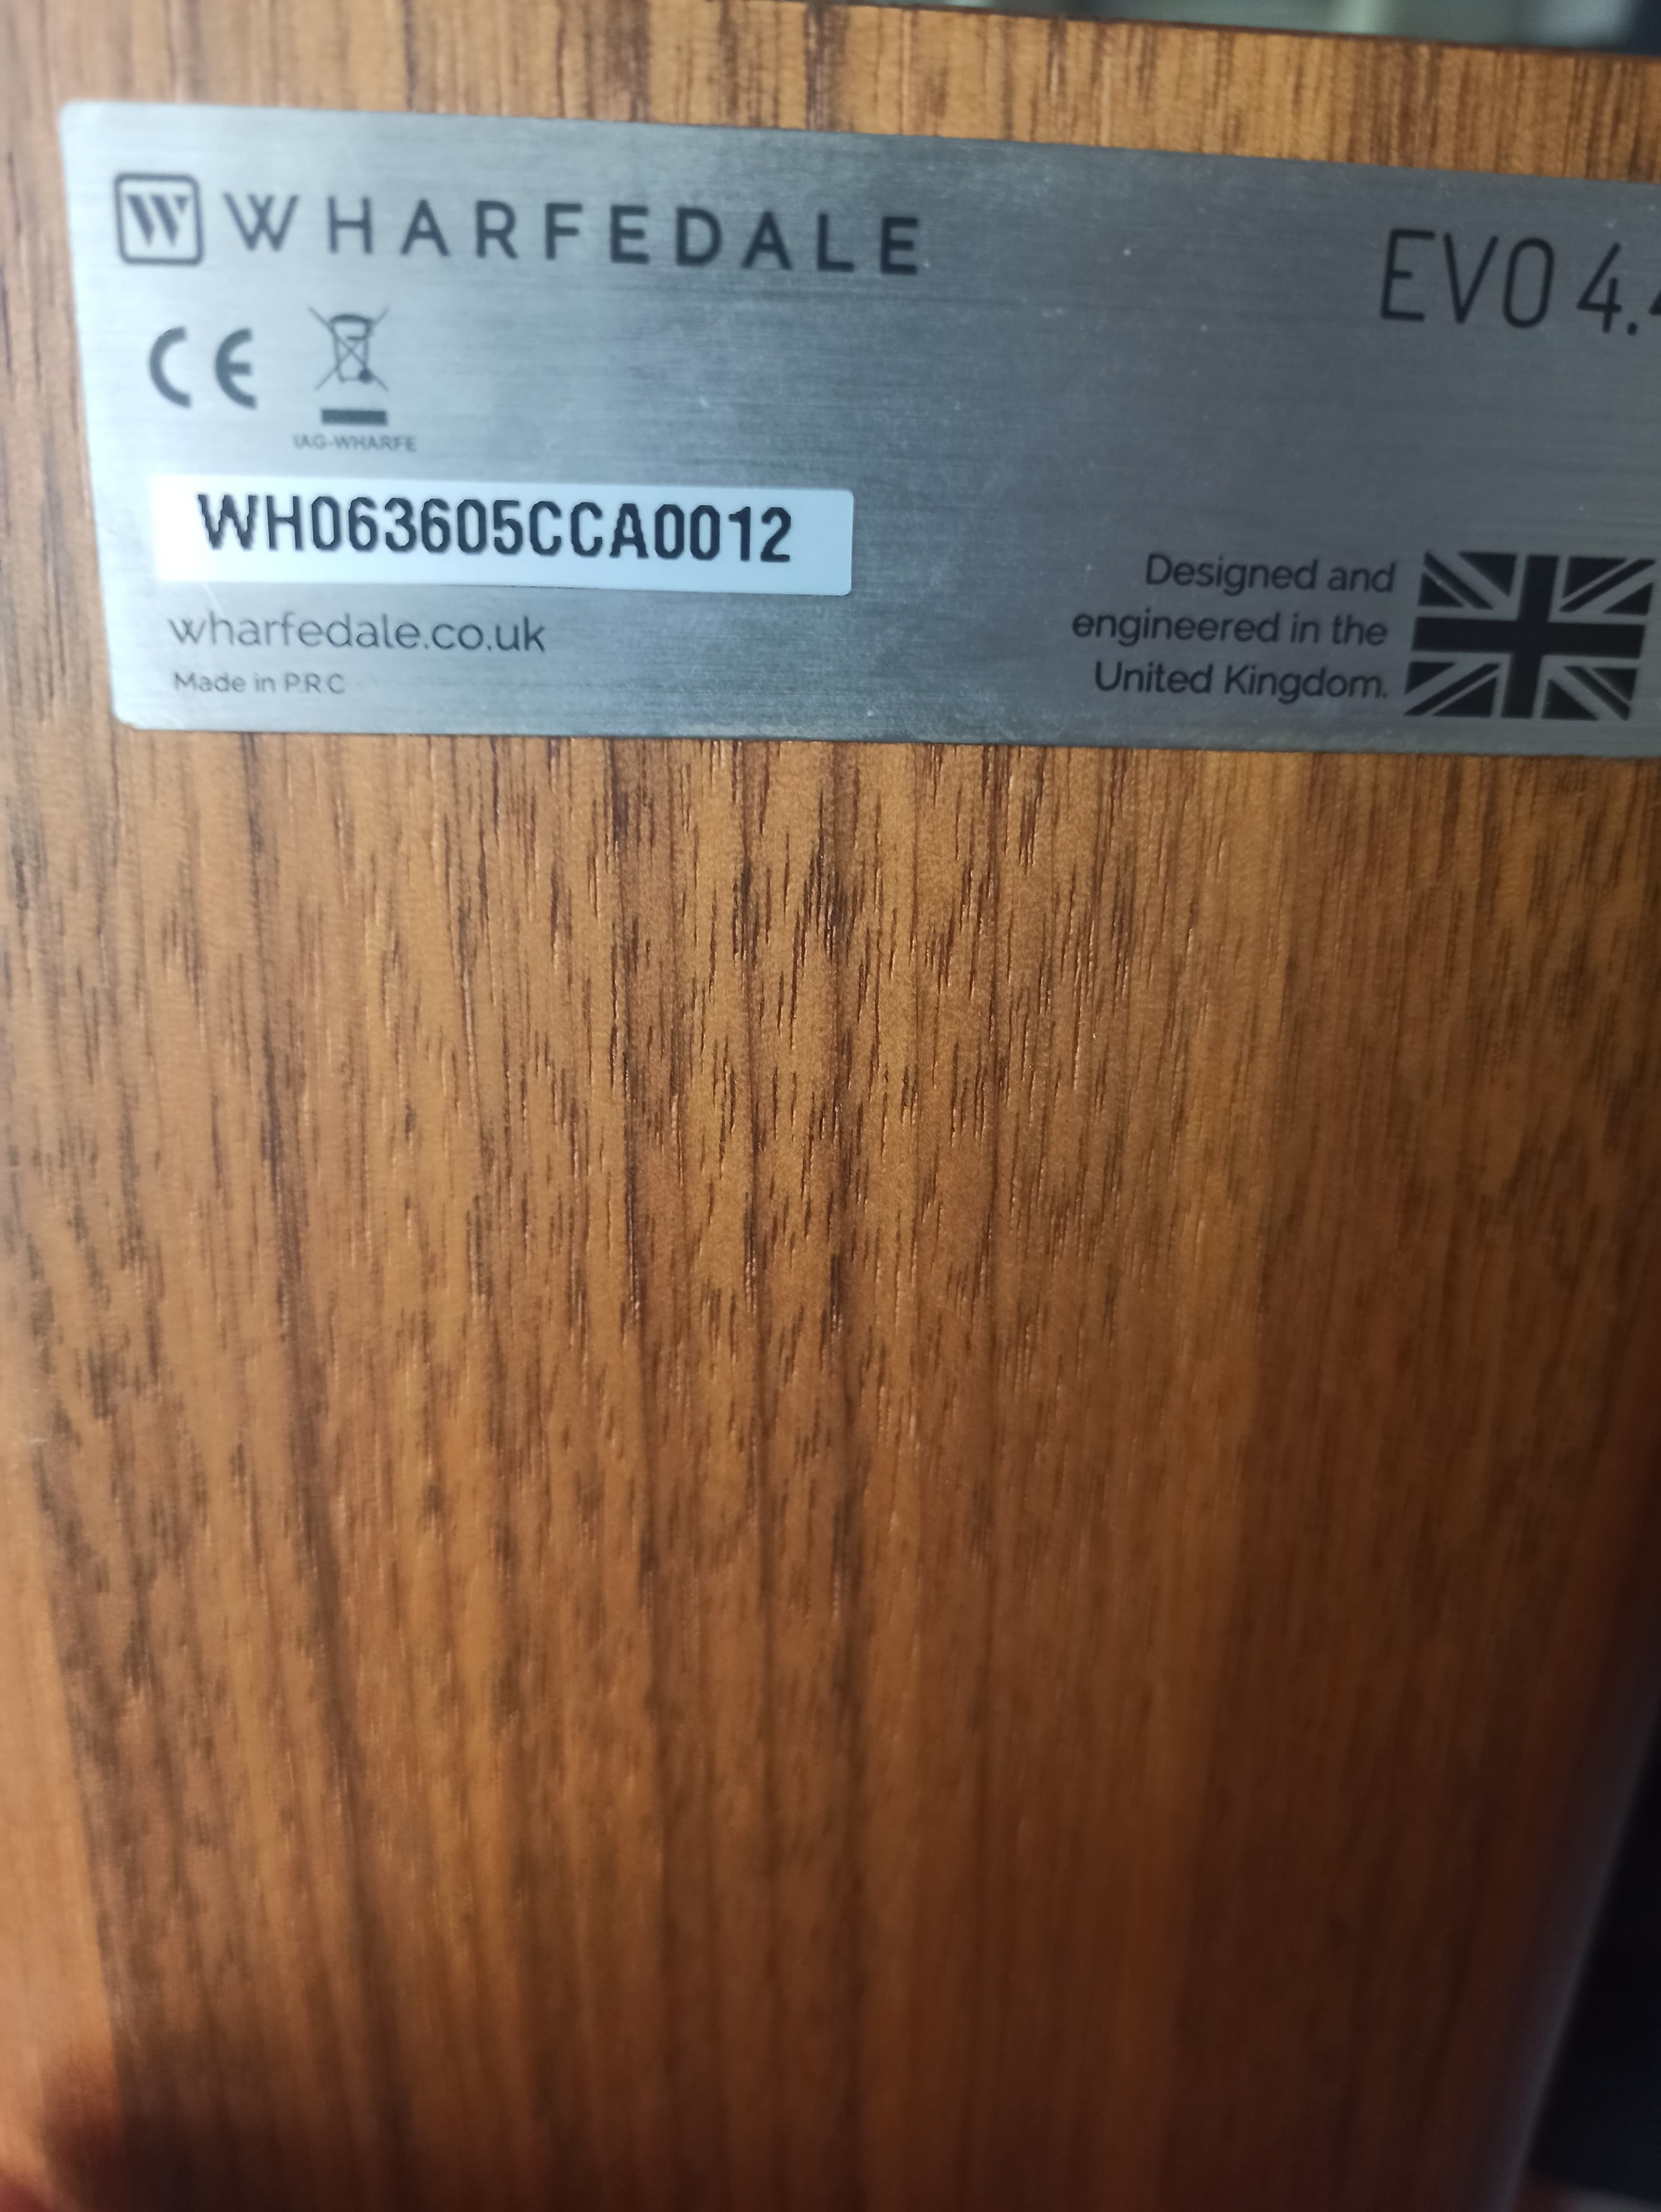 W WHARFEDALE
EVO 4.4
CE
IAG-WHARFE
WH063605CCA0012
wharfedale.co.uk
Made in P.R.C
Designed and
engineered in the
United Kingdom.